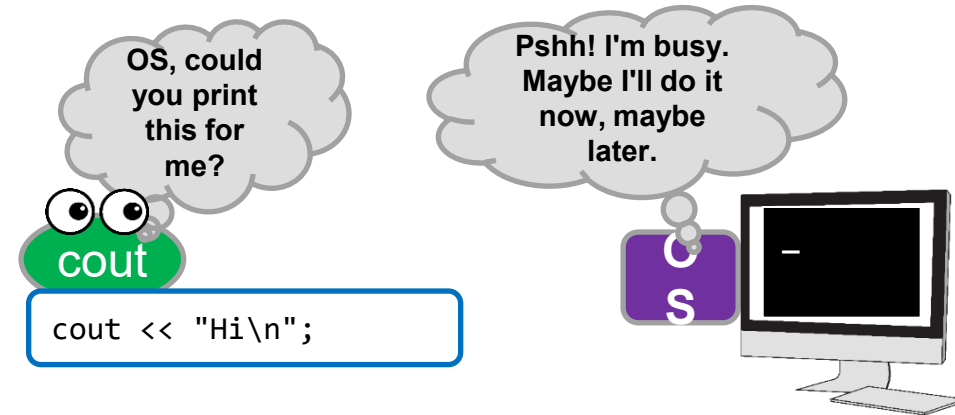 OS, could
you print
this for
me?
Pshh! I'm busy.
Maybe I'll do it
now, maybe
later.
cout
O
S
cout << "Hi\n";